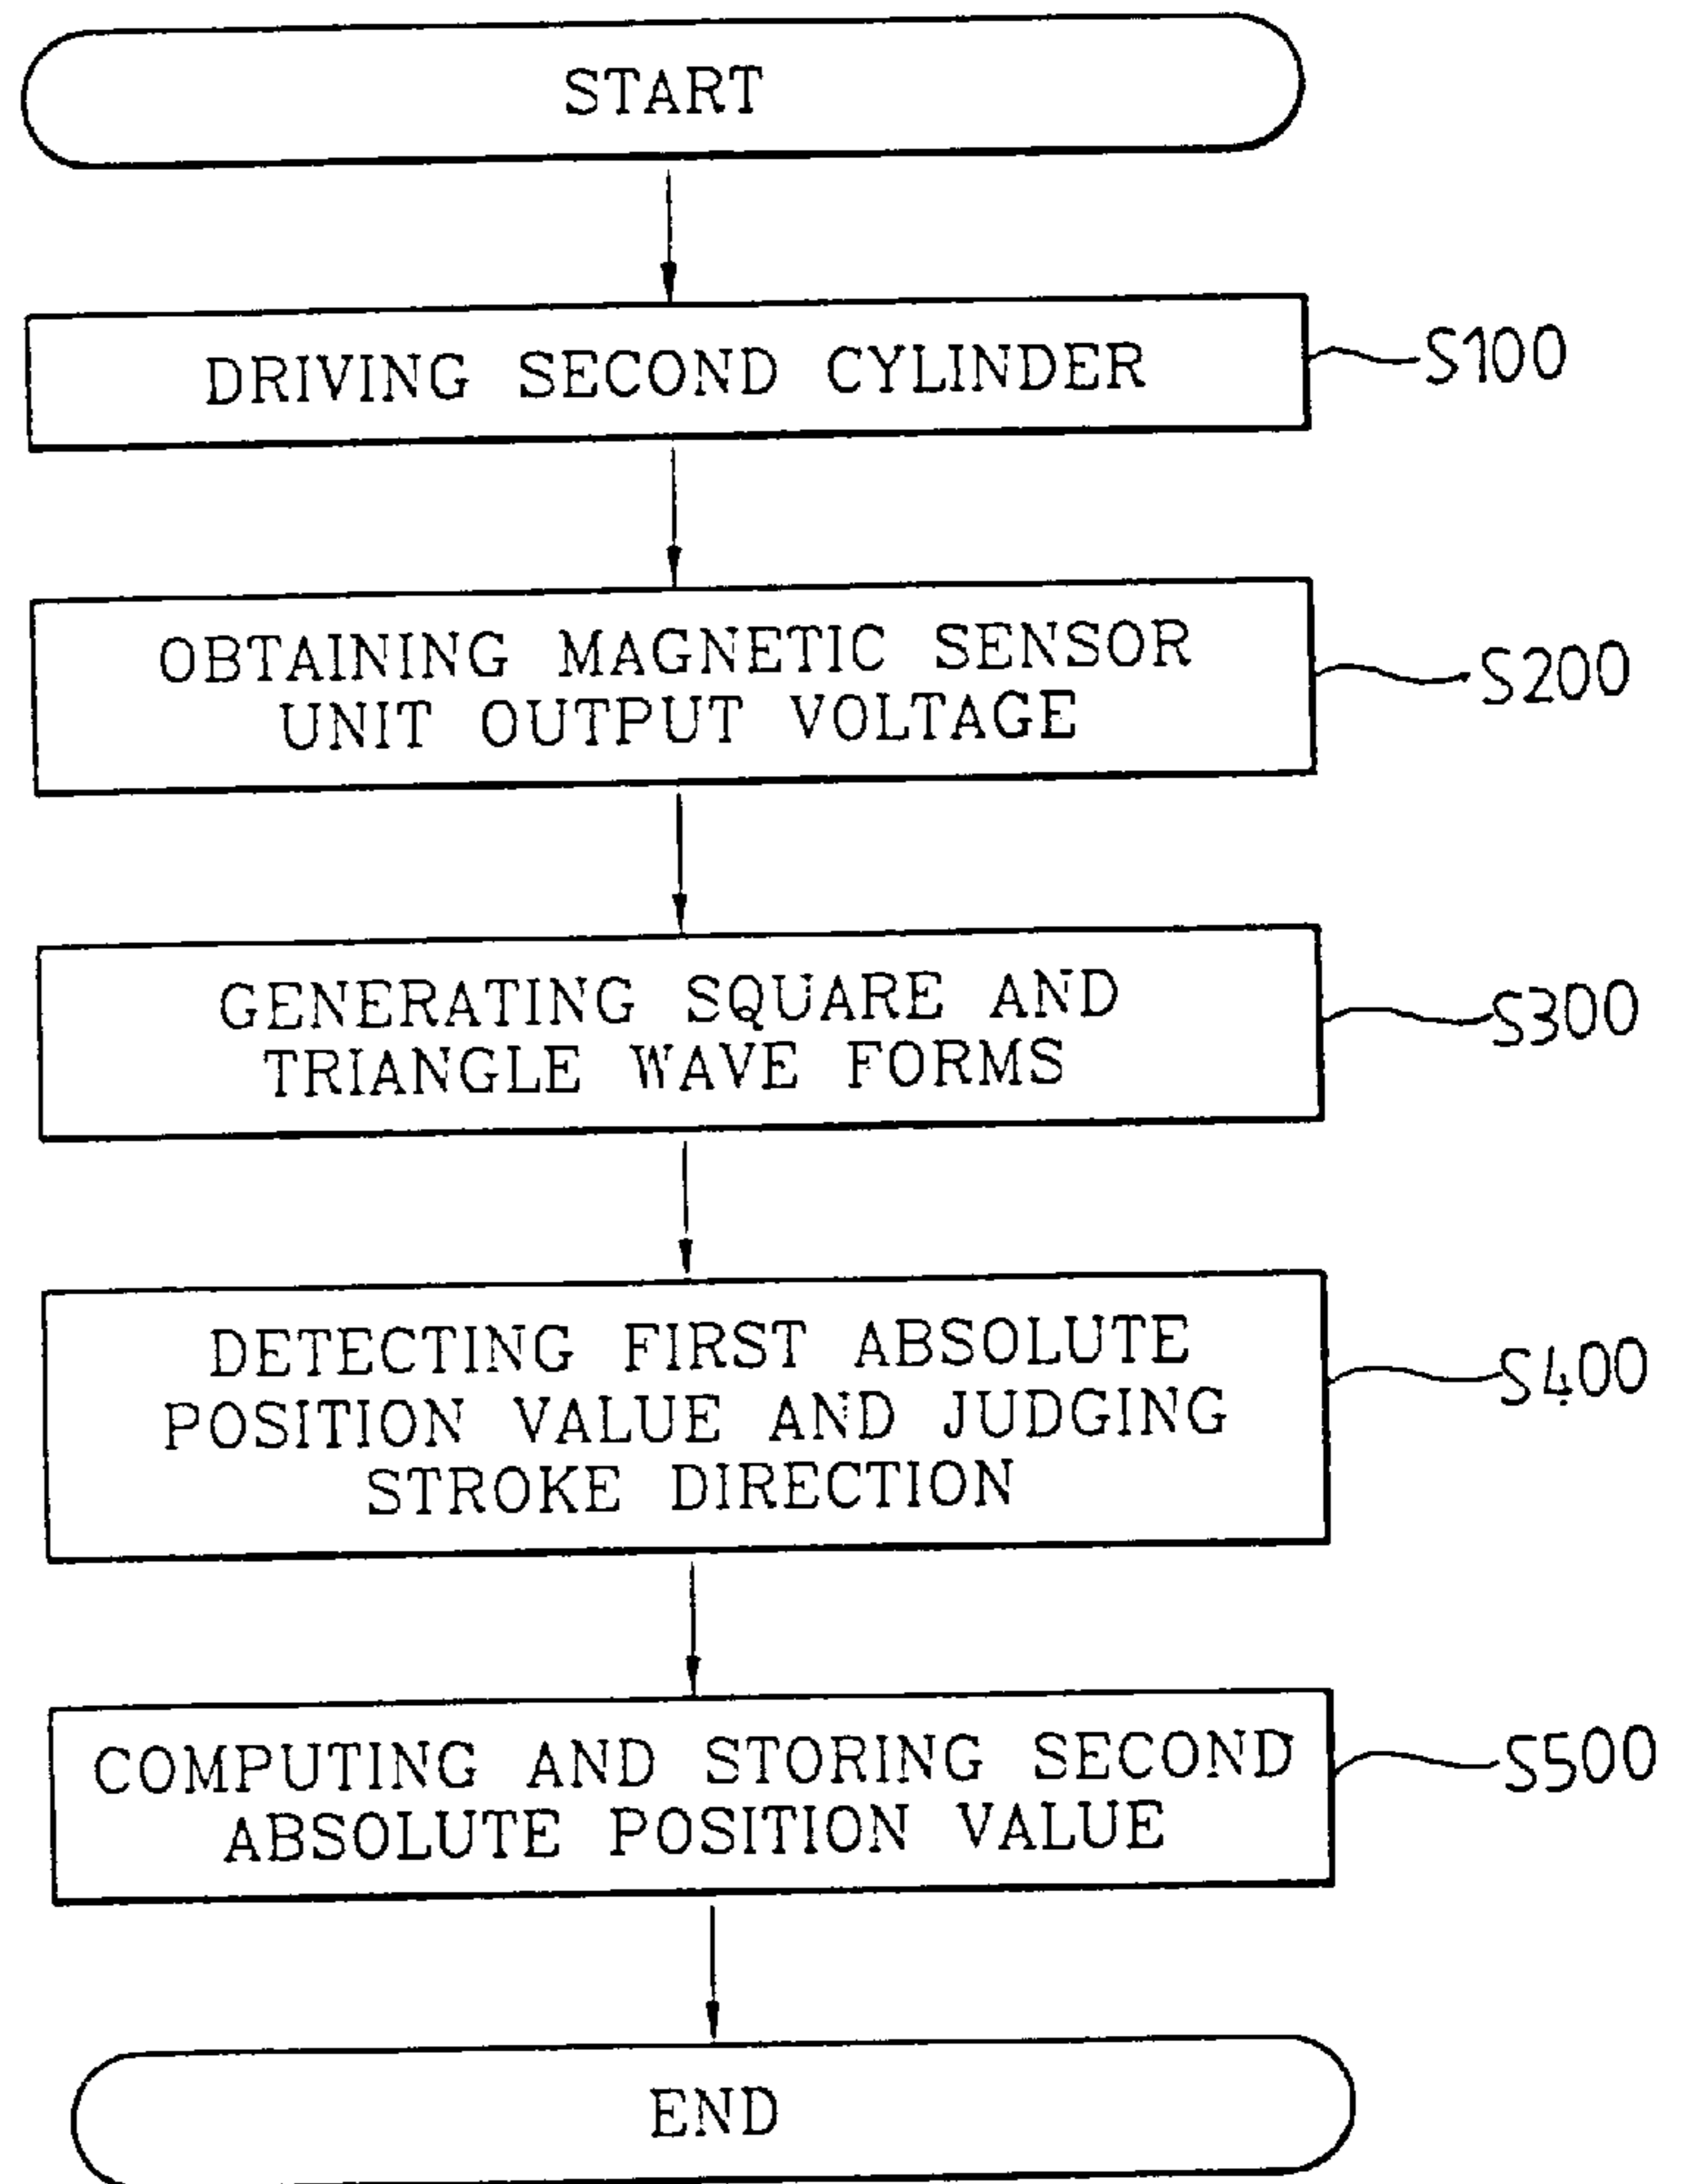 START
DRIVING SECOND CYLINDER
S100
OBTAINING MAGNETIC SENSOR
UNIT OUTPUT VOLTAGE
S200
GENERATING SQUARE AND
TRIANGLE WAVE FORMS
S300
DETECTING FIRST ABSOLUTE
POSITION VALUE AND JUDGING
STROKE DIRECTION
S400
COMPUTING AND STORING SECOND
ABSOLUTE POSITION VALUE
S500
END